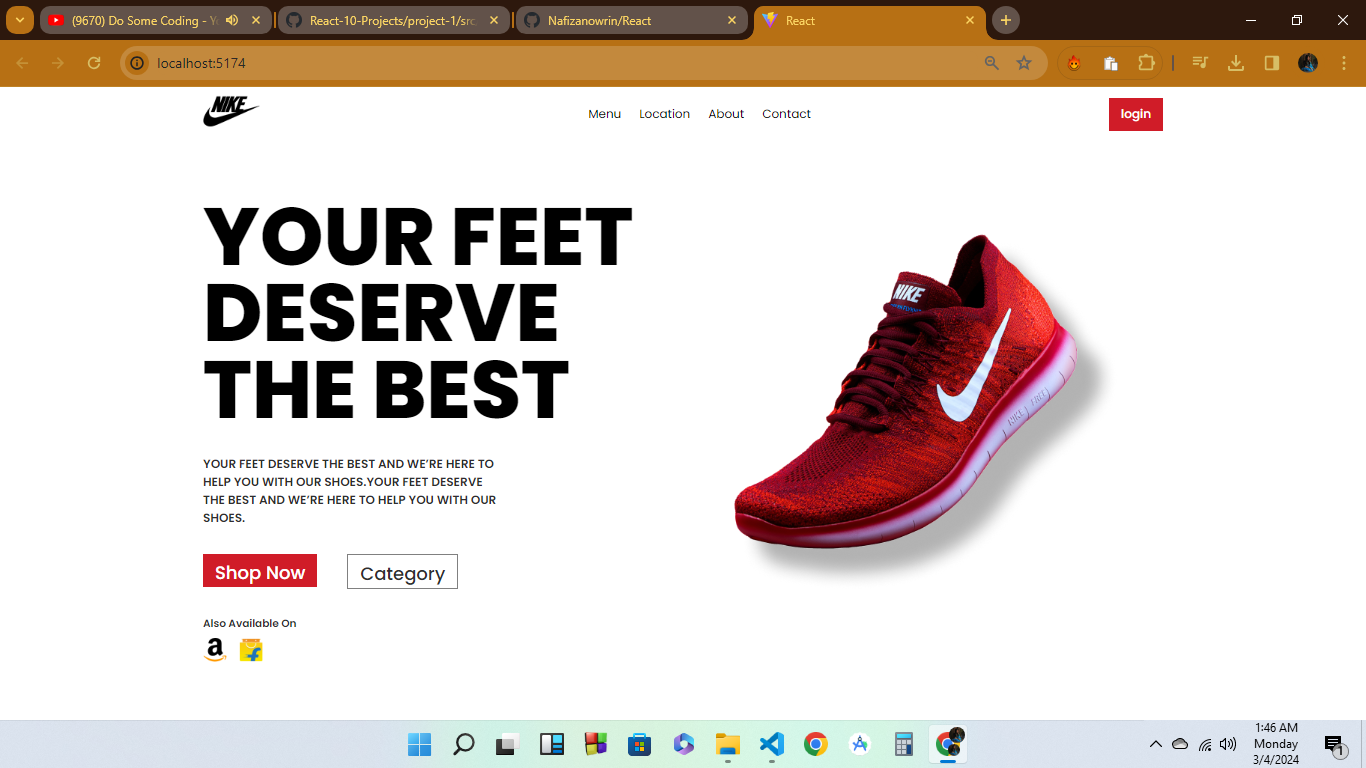 (9670) Do Some Coding - Y
React-10-Projects/project-1/src
Nafizanowrin/React
React
localhost:5174
NIKE
Menu
Location
About
Contact
login
YOUR FEET
DESERVE
THE BEST
NIKE
NIKE FREE
YOUR FEET DESERVE THE BEST AND WE’RE HERE TO
HELP YOU WITH OUR SHOES.YOUR FEET DESERVE
THE BEST AND WE’RE HERE TO HELP YOU WITH OUR
SHOES.
Shop Now
Category
Also Available On
a
f
1:46 AM
Monday
3/4/2024
1